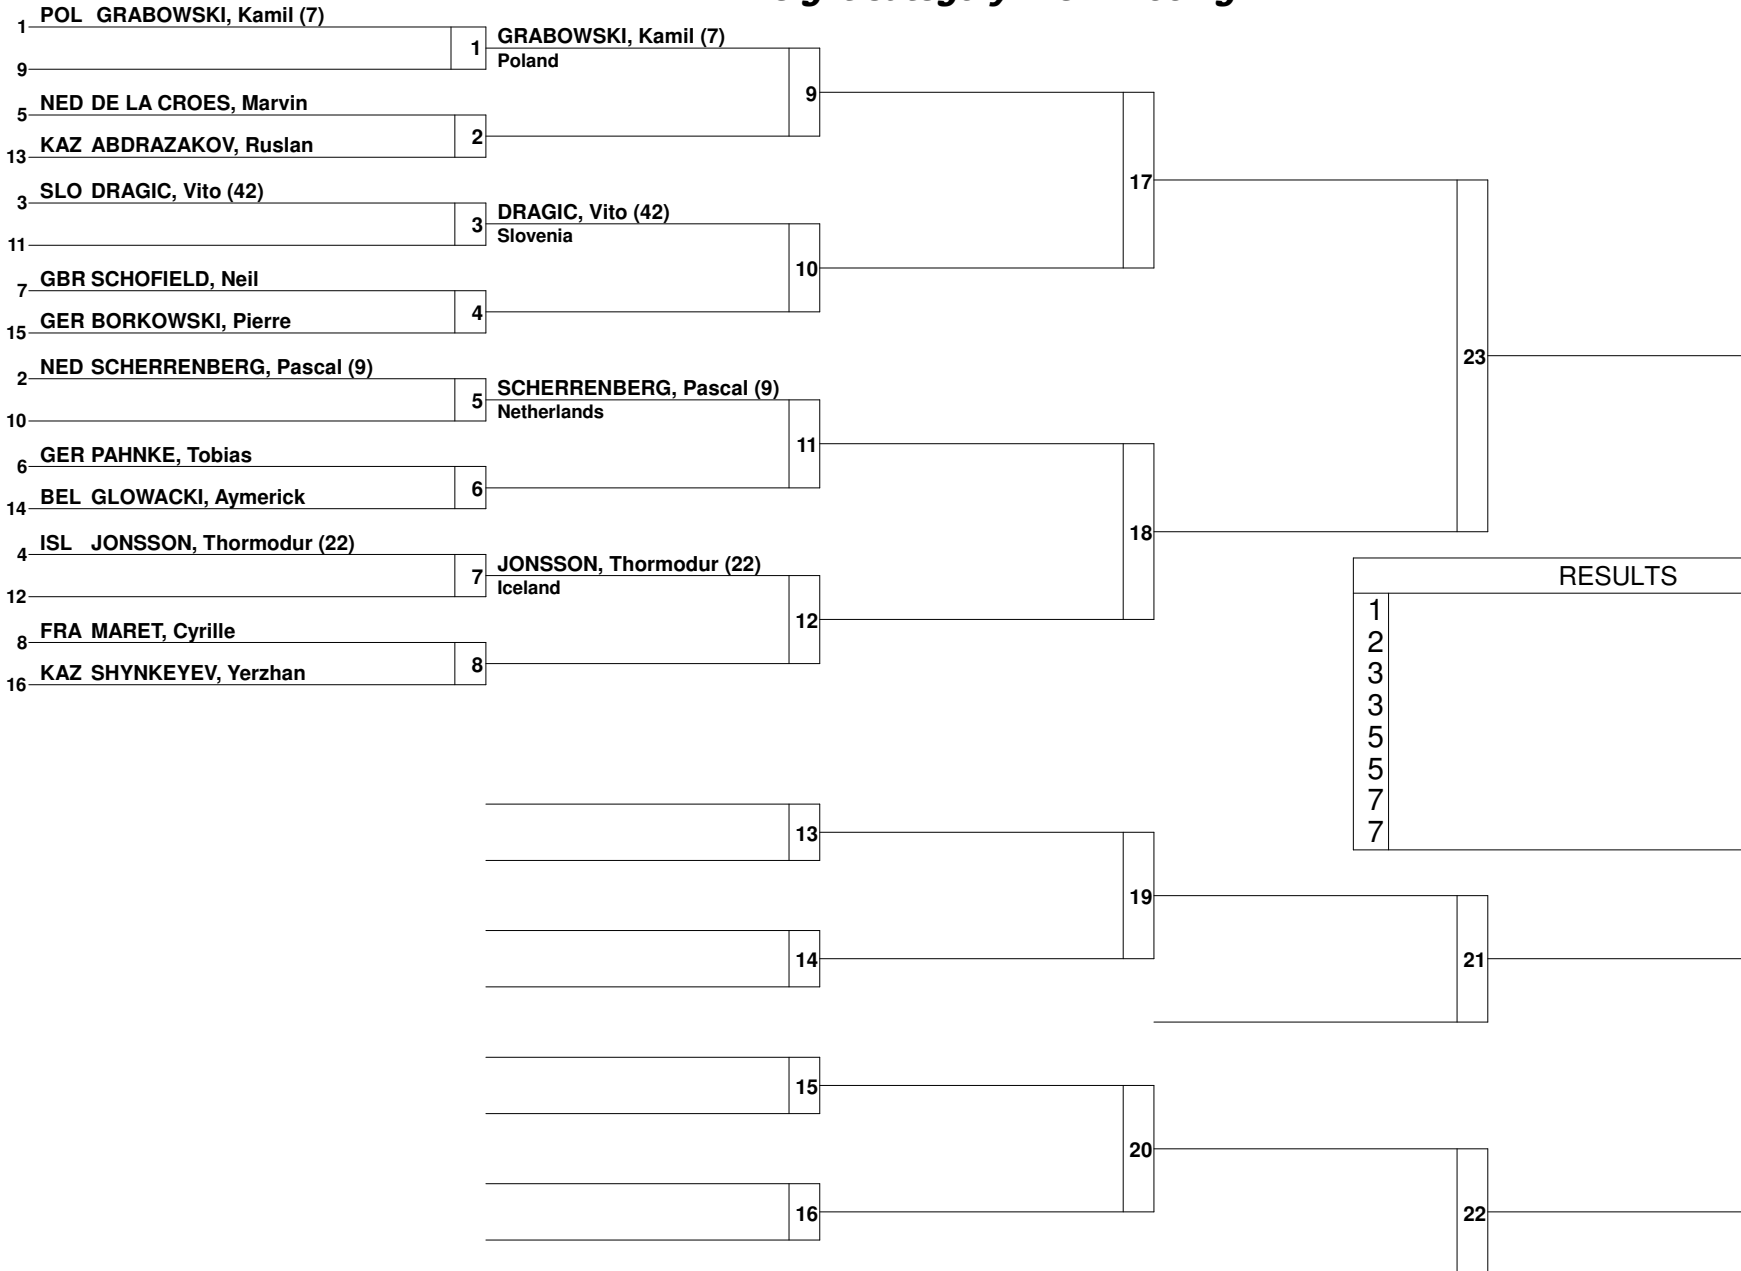 1 POL GRABOWSKI, Kamil (7)
9
1
GRABOWSKI, Kamil (7)
Poland
5 NED DE LA CROES, Marvin
13 KAZ ABDRAZAKOV, Ruslan
2
9
3 SLO DRAGIC, Vito (42)
11
3
DRAGIC, Vito (42)
Slovenia
7 GBR SCHOFIELD, Neil
15 GER BORKOWSKI, Pierre
4
10
17
2 NED SCHERRENBERG, Pascal (9)
10
5
SCHERRENBERG, Pascal (9)
Netherlands
6 GER PAHNKE, Tobias
14 BEL GLOWACKI, Aymerick
6
11
4 ISL JONSSON, Thormodur (22)
12
7
JONSSON, Thormodur (22)
Iceland
8 FRA MARET, Cyrille
16 KAZ SHYNKEYEV, Yerzhan
8
12
18
23
RESULTS
1
2
3
3
5
5
7
7
13
14
19
21
15
16
20
22